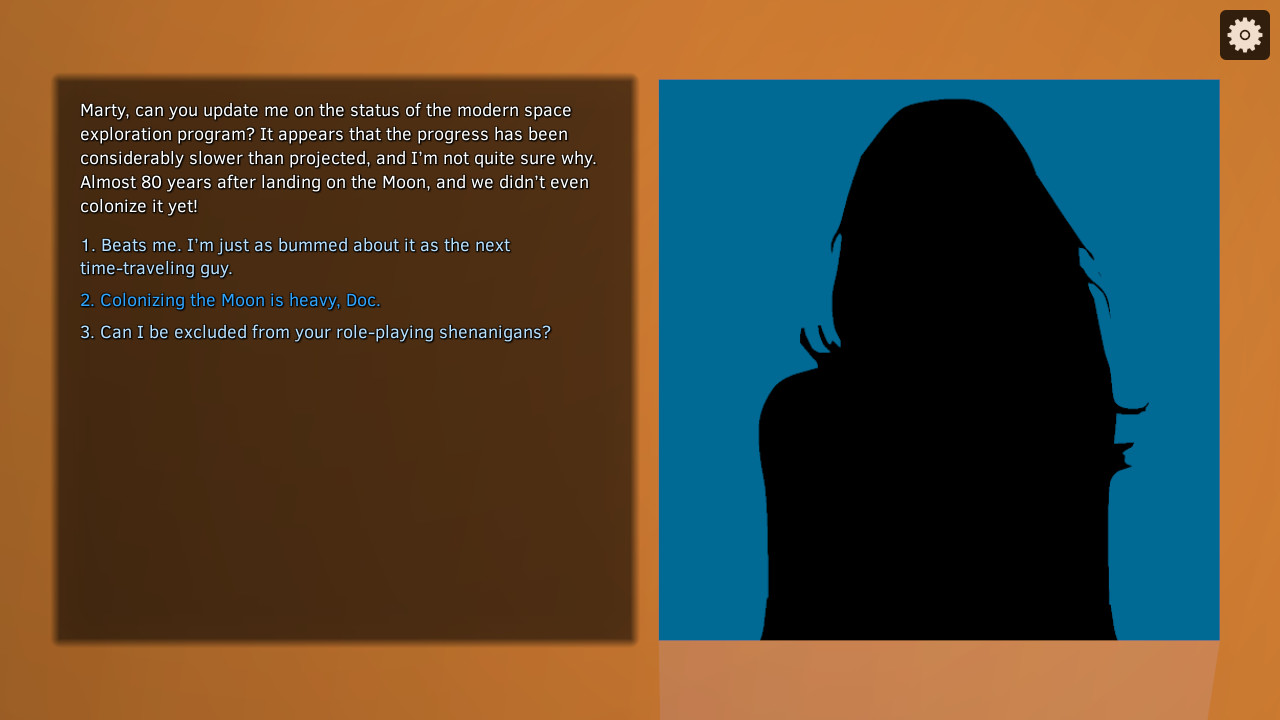 Marty, can you update me on the status of the modern space
exploration program? It appears that the progress has been
considerably slower than projected, and I'm not quite sure why.
Almost 80 years after landing on the Moon, and we didn't even
colonize it yet!
1. Beats me. I'm just as bummed about it as the next
time-traveling guy.
2. Colonizing the Moon is heavy, Doc.
3. Can I be excluded from your role-playing shenanigans?